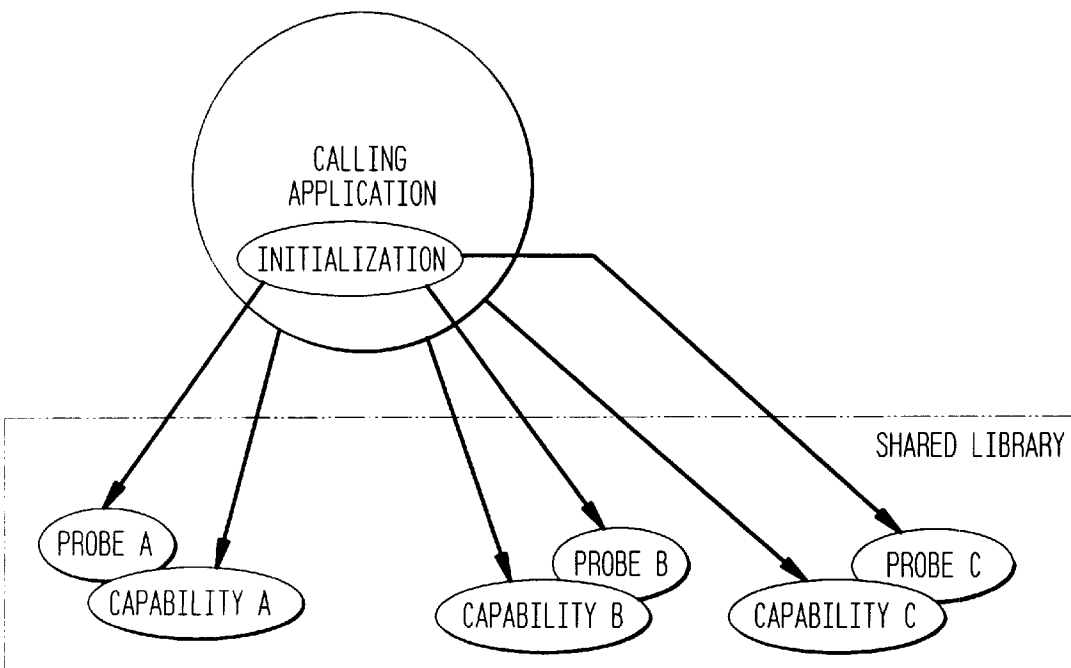 CALLING
APPLICATION
INITIALIZATION
SHARED LIBRARY
PROBE A
CAPABILITY A
PROBE B
CAPABILITY B
PROBE C
CAPABILITY C